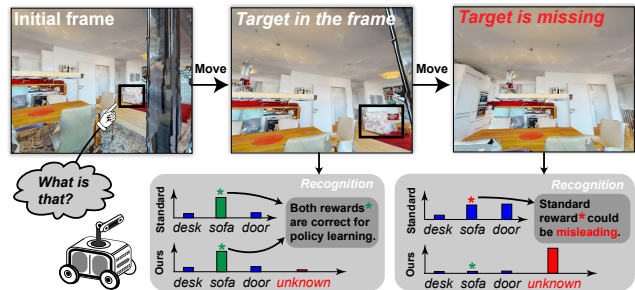 Initial frame
Target in the frame
Target is missing
Move
Move
What is
that?
Recognition
Standard
*
desk sofa door
Both rewards*
are correct for
policy learning.
Ours
*
desk sofa door unknown
Recognition
Standard
*
desk sofa door
Standard
reward* could
be misleading.
Ours
*
desk sofa door unknown